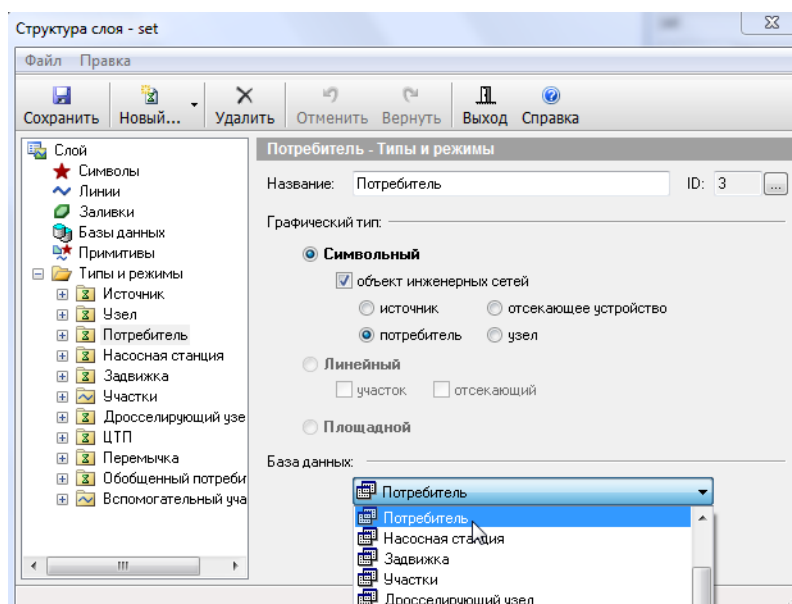 Структура слоя - set
Файл Правка
Сохранить Новый... Удалить Отменить Вернуть Выход Справка
Слой
Символы
Линии
Заливки
Базы данных
Примитивы
Типы и режимы
Источник
Узел
Потребитель
Насосная станция
Задвижка
Участки
Дросселирующий узе
ЦТП
Перемычка
Обобщенный потреби
Вспомогательный уча
Потребитель - Типы и режимы
Название: Потребитель ID: 3 ...
Графический тип:
Символьный
объект инженерных сетей
источник отсекающее устройство
потребитель узел
Линейный
участок отсекающий
Площадной
База данных:
Потребитель
Потребитель
Насосная станция
Задвижка
Участки
Дросселирующий узел